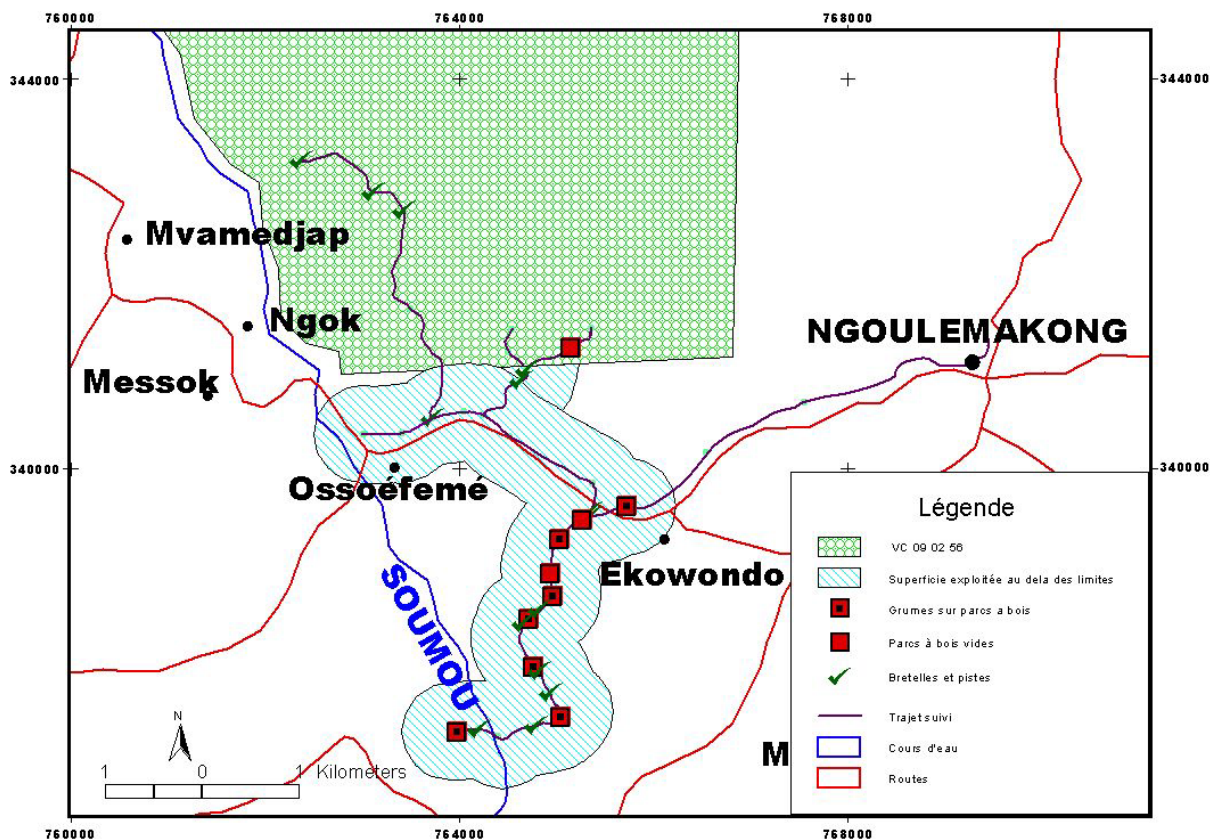 760000
764000
768000
344000
344000
Mvamedjap
Ngok
NGOULEMAKONG
Messok
340000
340000
Ossoéfemé
Légende
VC 09 02 56
Ekowondo
Superficie exploitée au dela des limites
SOUMOU
Grumes sur parcs a bois
Parcs à bois vides
Bretelles et pistes
N
Trajet suivi
M
Cours d'eau
1 0 1 Kilometers
Routes
760000
764000
768000